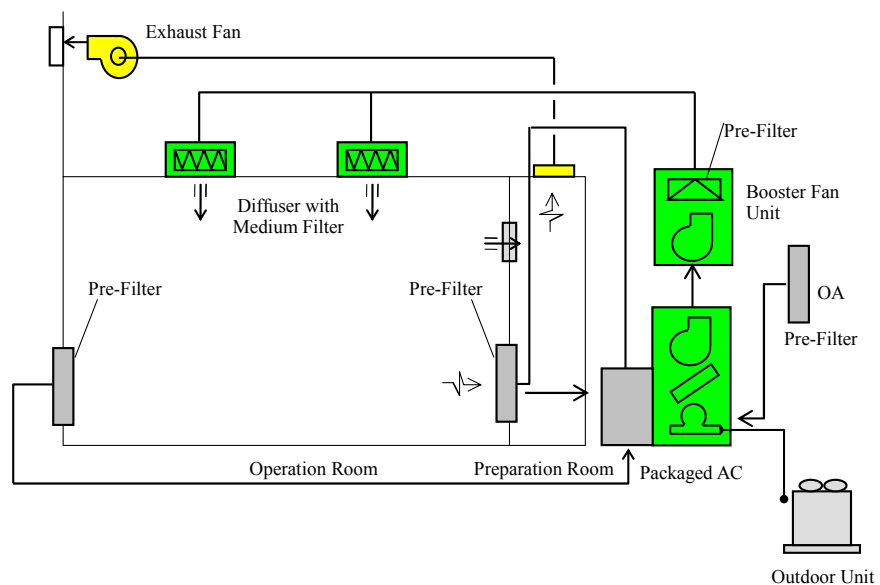 Exhaust Fan
Pre-Filter
Booster Fan
Unit
Diffuser with
Medium Filter
Pre-Filter
Pre-Filter
OA
Pre-Filter
Operation Room
Preparation Room
Packaged AC
Outdoor Unit